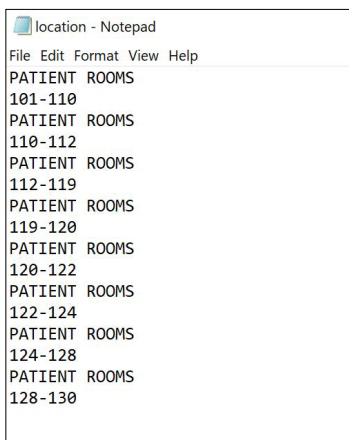 location - Notepad
File Edit Format View Help
PATIENT ROOMS
101-110
PATIENT ROOMS
110-112
PATIENT ROOMS
112-119
PATIENT ROOMS
119-120
PATIENT ROOMS
120-122
PATIENT ROOMS
122-124
PATIENT ROOMS
124-128
PATIENT ROOMS
128-130